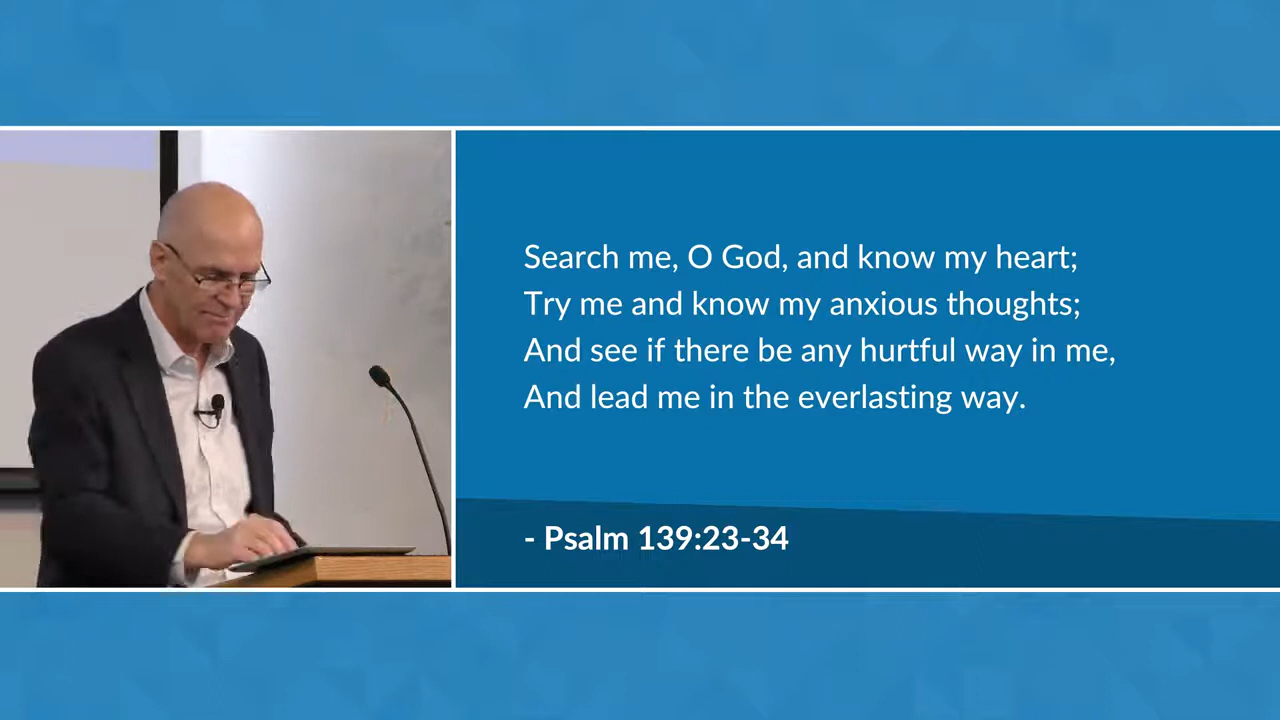 Search me, O God, and know my heart;
Try me and know my anxious thoughts;
And see if there be any hurtful way in me,
And lead me in the everlasting way.
- Psalm 139:23-34